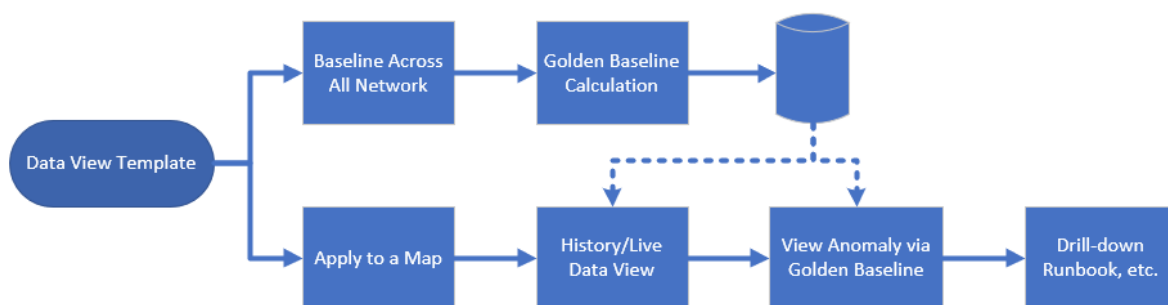 Baseline Across
All Network
Golden Baseline
Calculation
Data View Template
Apply to a Map
History/Live
Data View
View Anomaly via
Golden Baseline
Drill-down
Runbook, etc.